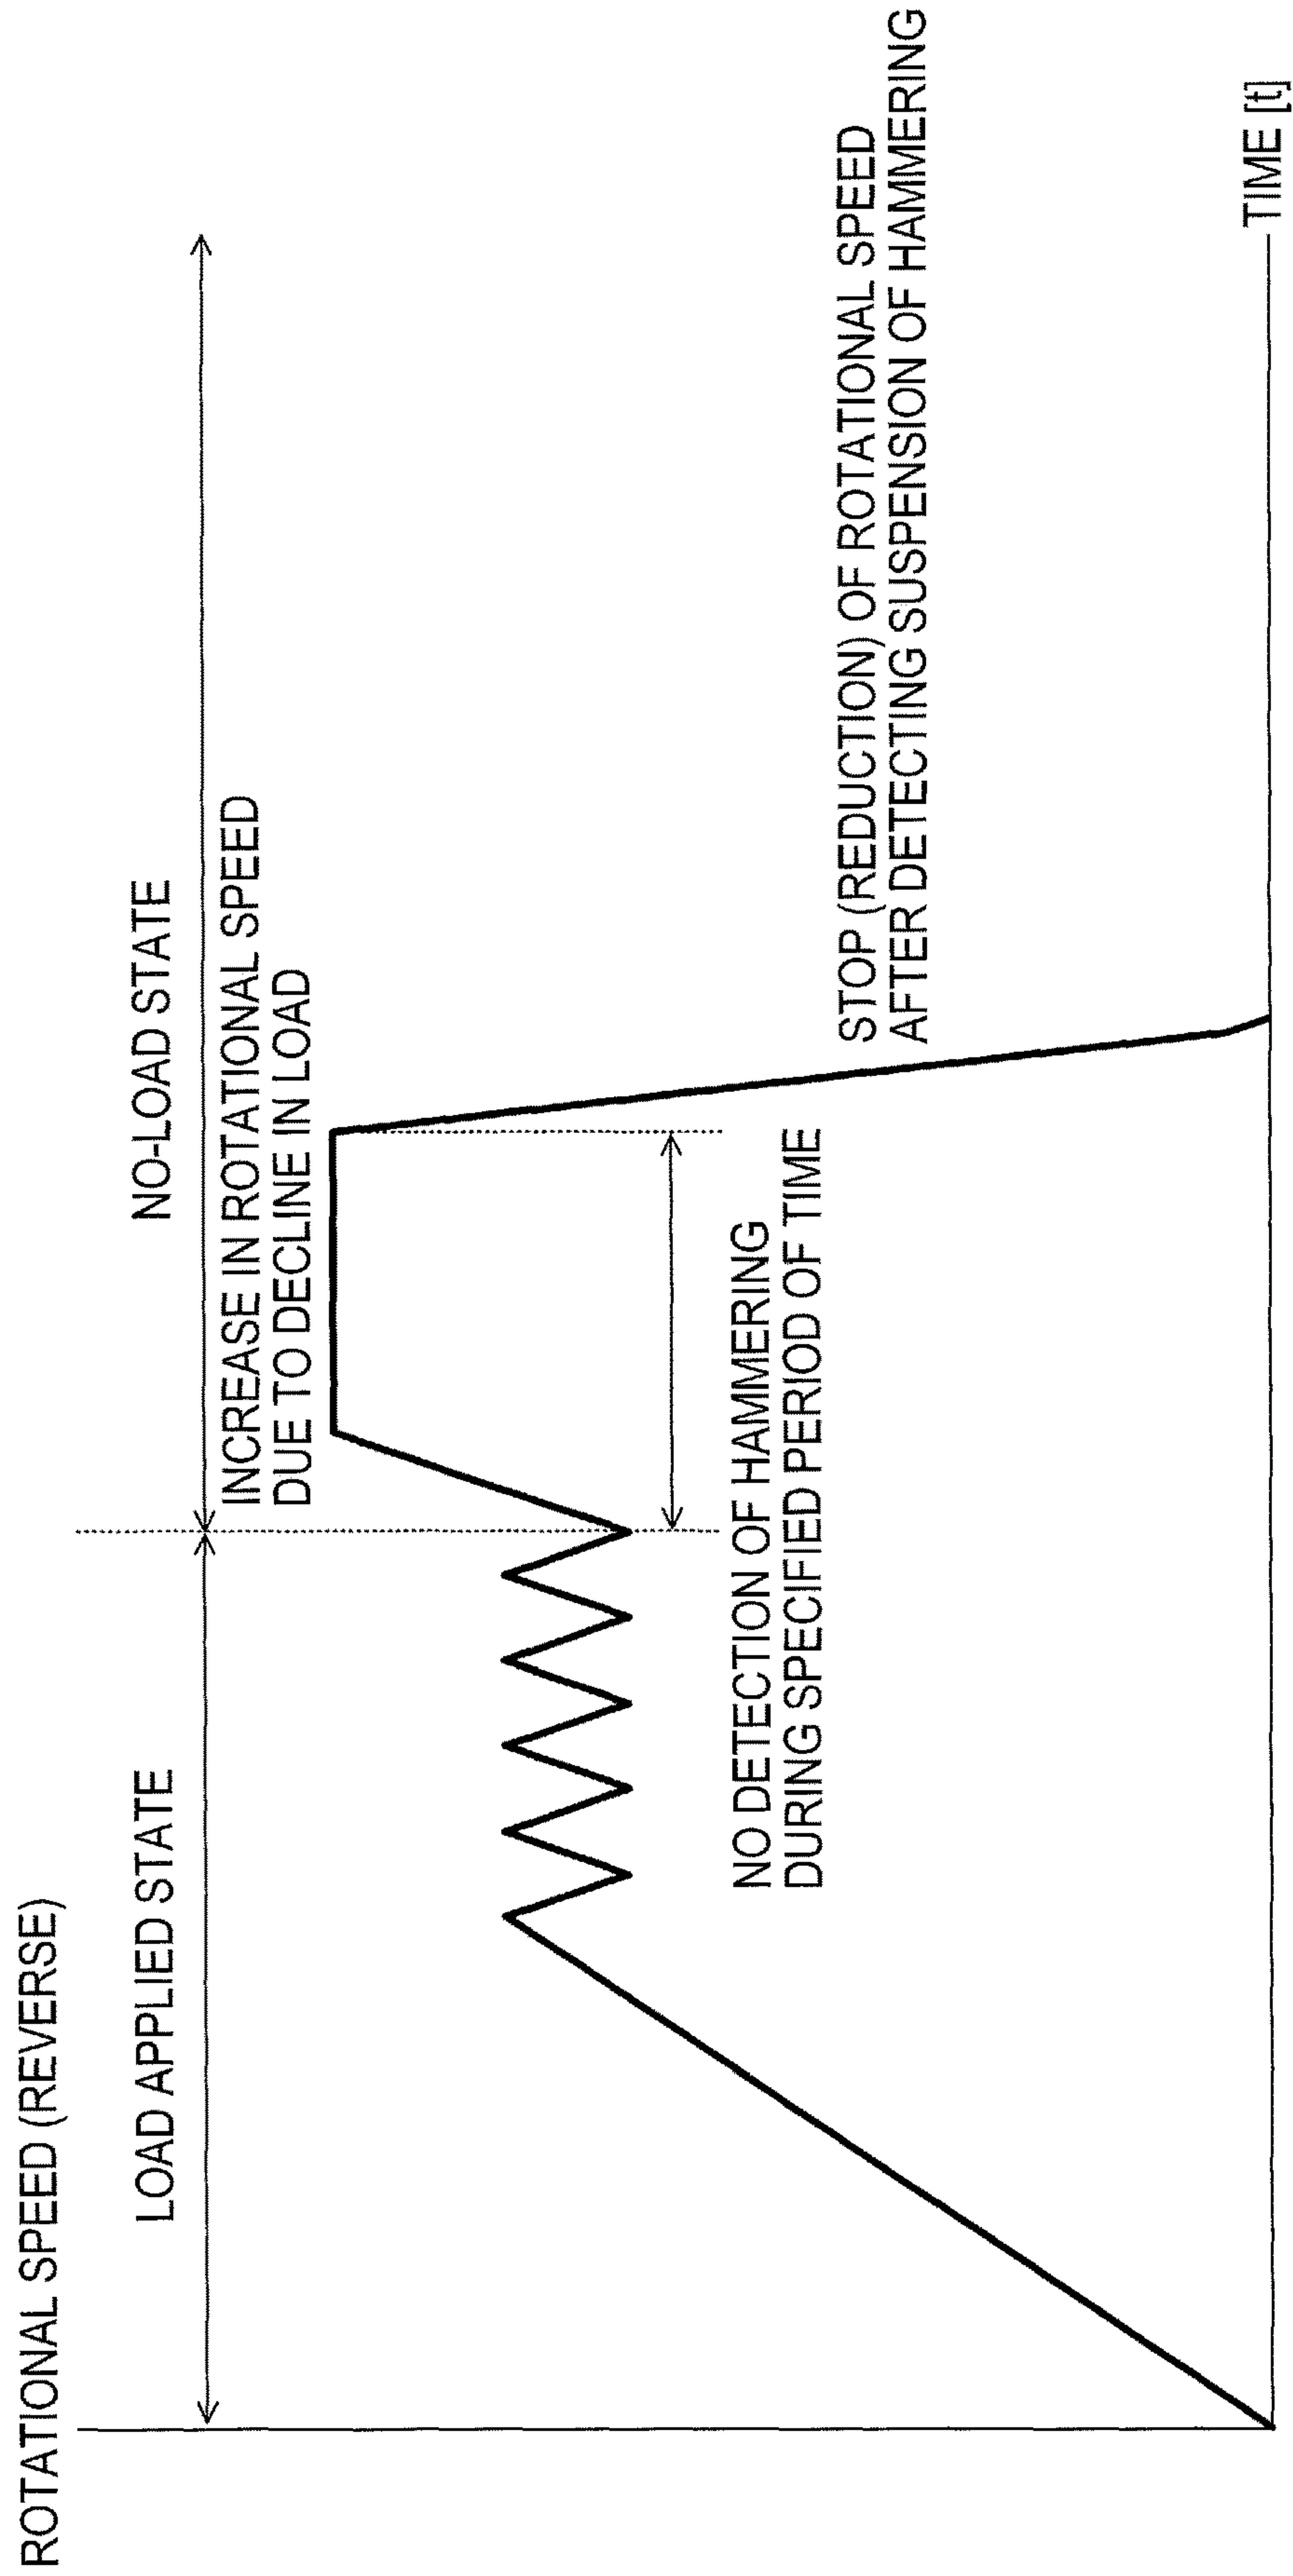 ROTATIONAL SPEED (REVERSE)
LOAD APPLIED STATE
NO-LOAD STATE
INCREASE IN ROTATIONAL SPEED
DUE TO DECLINE IN LOAD
NO DETECTION OF HAMMERING
DURING SPECIFIED PERIOD OF TIME
STOP (REDUCTION) OF ROTATIONAL SPEED
AFTER DETECTING SUSPENSION OF HAMMERING
TIME [t]